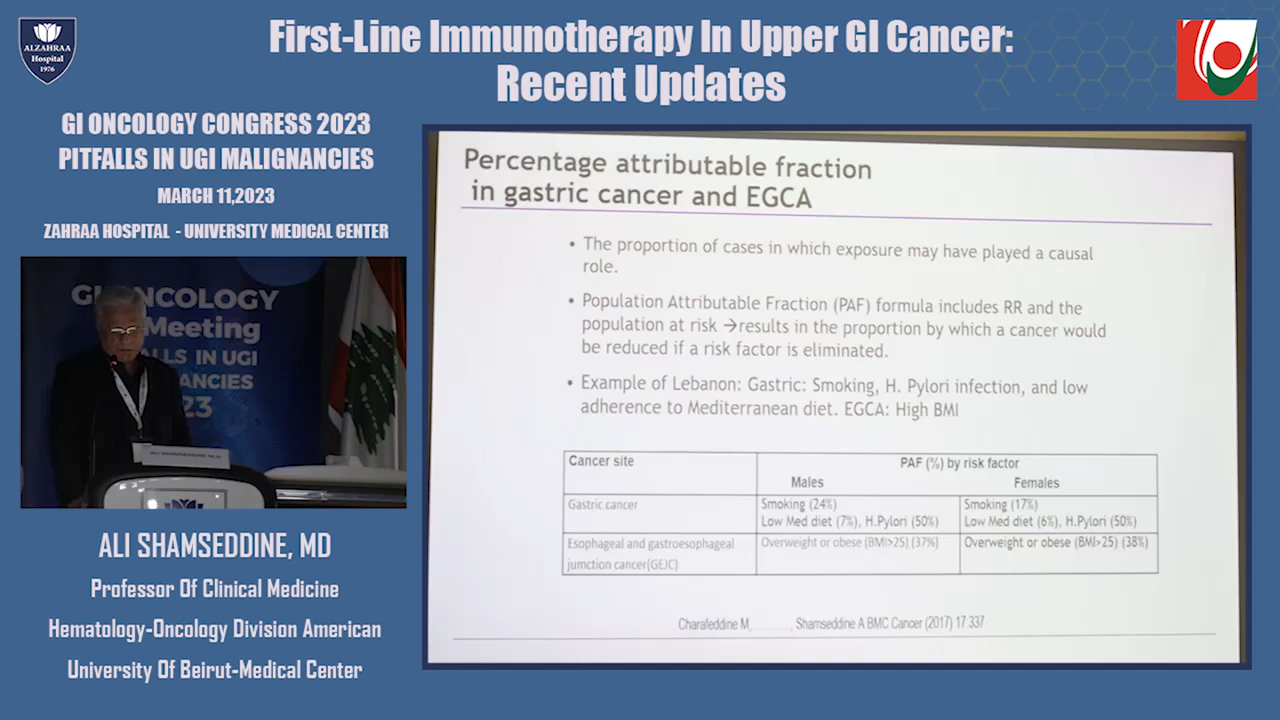 ALZAHRAA
Hospital
1976
First-Line Immunotherapy In Upper GI Cancer:
Recent Updates
GI ONCOLOGY CONGRESS 2023
PITFALLS IN UGI MALIGNANCIES
MARCH 11,2023
ZAHRAA HOSPITAL - UNIVERSITY MEDICAL CENTER
GI ONCOLOGY
Meeting
ALLS IN UGI
ANCIES
23
ALI SHAMSEDDINE, M.D
ALI SHAMSEDDINE, MD
Professor Of Clinical Medicine
Hematology-Oncology Division American
University Of Beirut-Medical Center
Percentage attributable fraction
in gastric cancer and EGCA
• The proportion of cases in which exposure may have played a causal
role.
• Population Attributable Fraction (PAF) formula includes RR and the
population at risk →results in the proportion by which a cancer would
be reduced if a risk factor is eliminated.
• Example of Lebanon: Gastric: Smoking, H. Pylori infection, and low
adherence to Mediterranean diet. EGCA: High BMI
Cancer site
PAF (%) by risk factor
Males
Females
Gastric cancer
Smoking (24%)
Low Med diet (7%), H.Pylori (50%)
Smoking (17%)
Low Med diet (6%), H.Pylori (50%)
Esophageal and gastroesophageal
jumction cancer(GEJC)
Overweight or obese (BMI>25) (37%)
Overweight or obese (BMI>25) (38%)
Charafeddine M, , Shamseddine A BMC Cancer (2017) 17 337